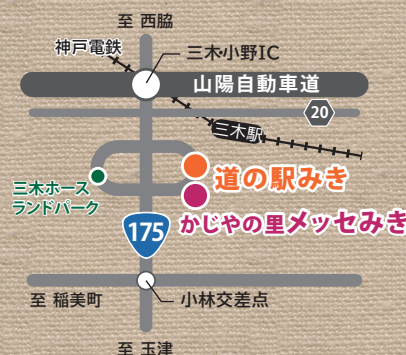 至 西脇
神戸電鉄
三木小野IC
山陽自動車道
20
三木駅
道の駅みき
三木ホース
ランドパーク
かじやの里メッセみき
175
至 稲美町
小林交差点
至 玉津